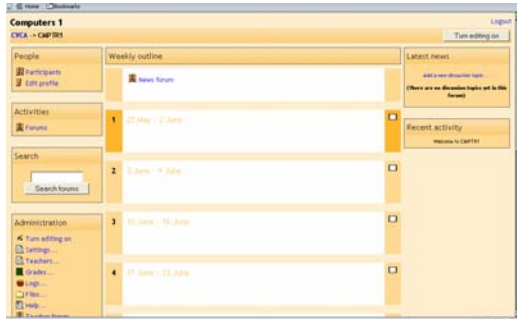 Home Bookmarks
Computers 1
Logout
CVCA -> CMPTR1
Turn editing on
People
Participants
Edit profile
Activities
Forums
Search
Search forums
Administration
Turn editing on
Settings...
Teachers...
Grades...
Logs...
Files...
Help...
Teacher forum
Weekly outline
News forum
1 27 May - 2 June
2 3 June - 9 June
3 10 June - 16 June
4 17 June - 23 June
Latest news
Add a new discussion topic...
(There are no discussion topics yet in this forum)
Recent activity
Welcome to CMPTR1